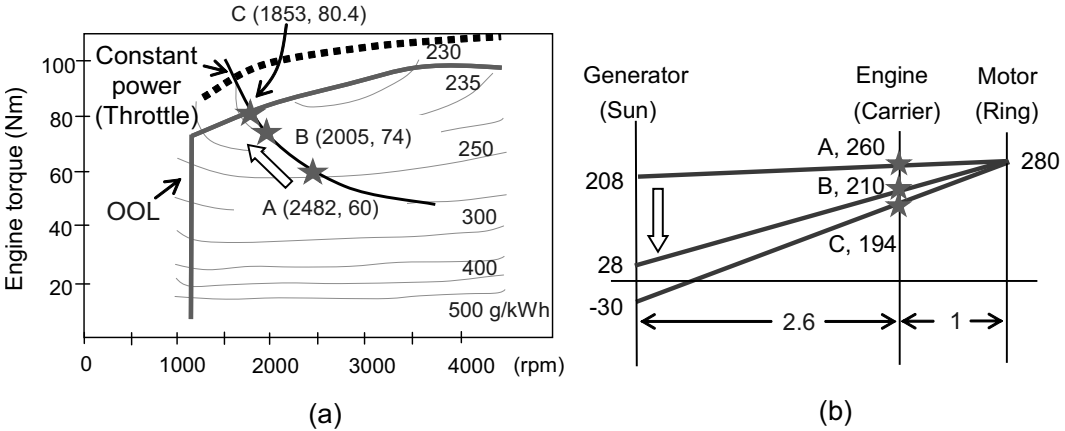 C (1853, 80.4)
Constant
power
(Throttle)
100
80
60
40
20
Engine torque (Nm)
OOL
230
235
250
300
400
500 g/kWh
B (2005, 74)
A (2482, 60)
0
1000
2000
3000
4000
(rpm)
(a)
Generator
(Sun)
Engine
(Carrier)
Motor
(Ring)
A, 260
B, 210
C, 194
280
208
28
-30
2.6
1
(b)